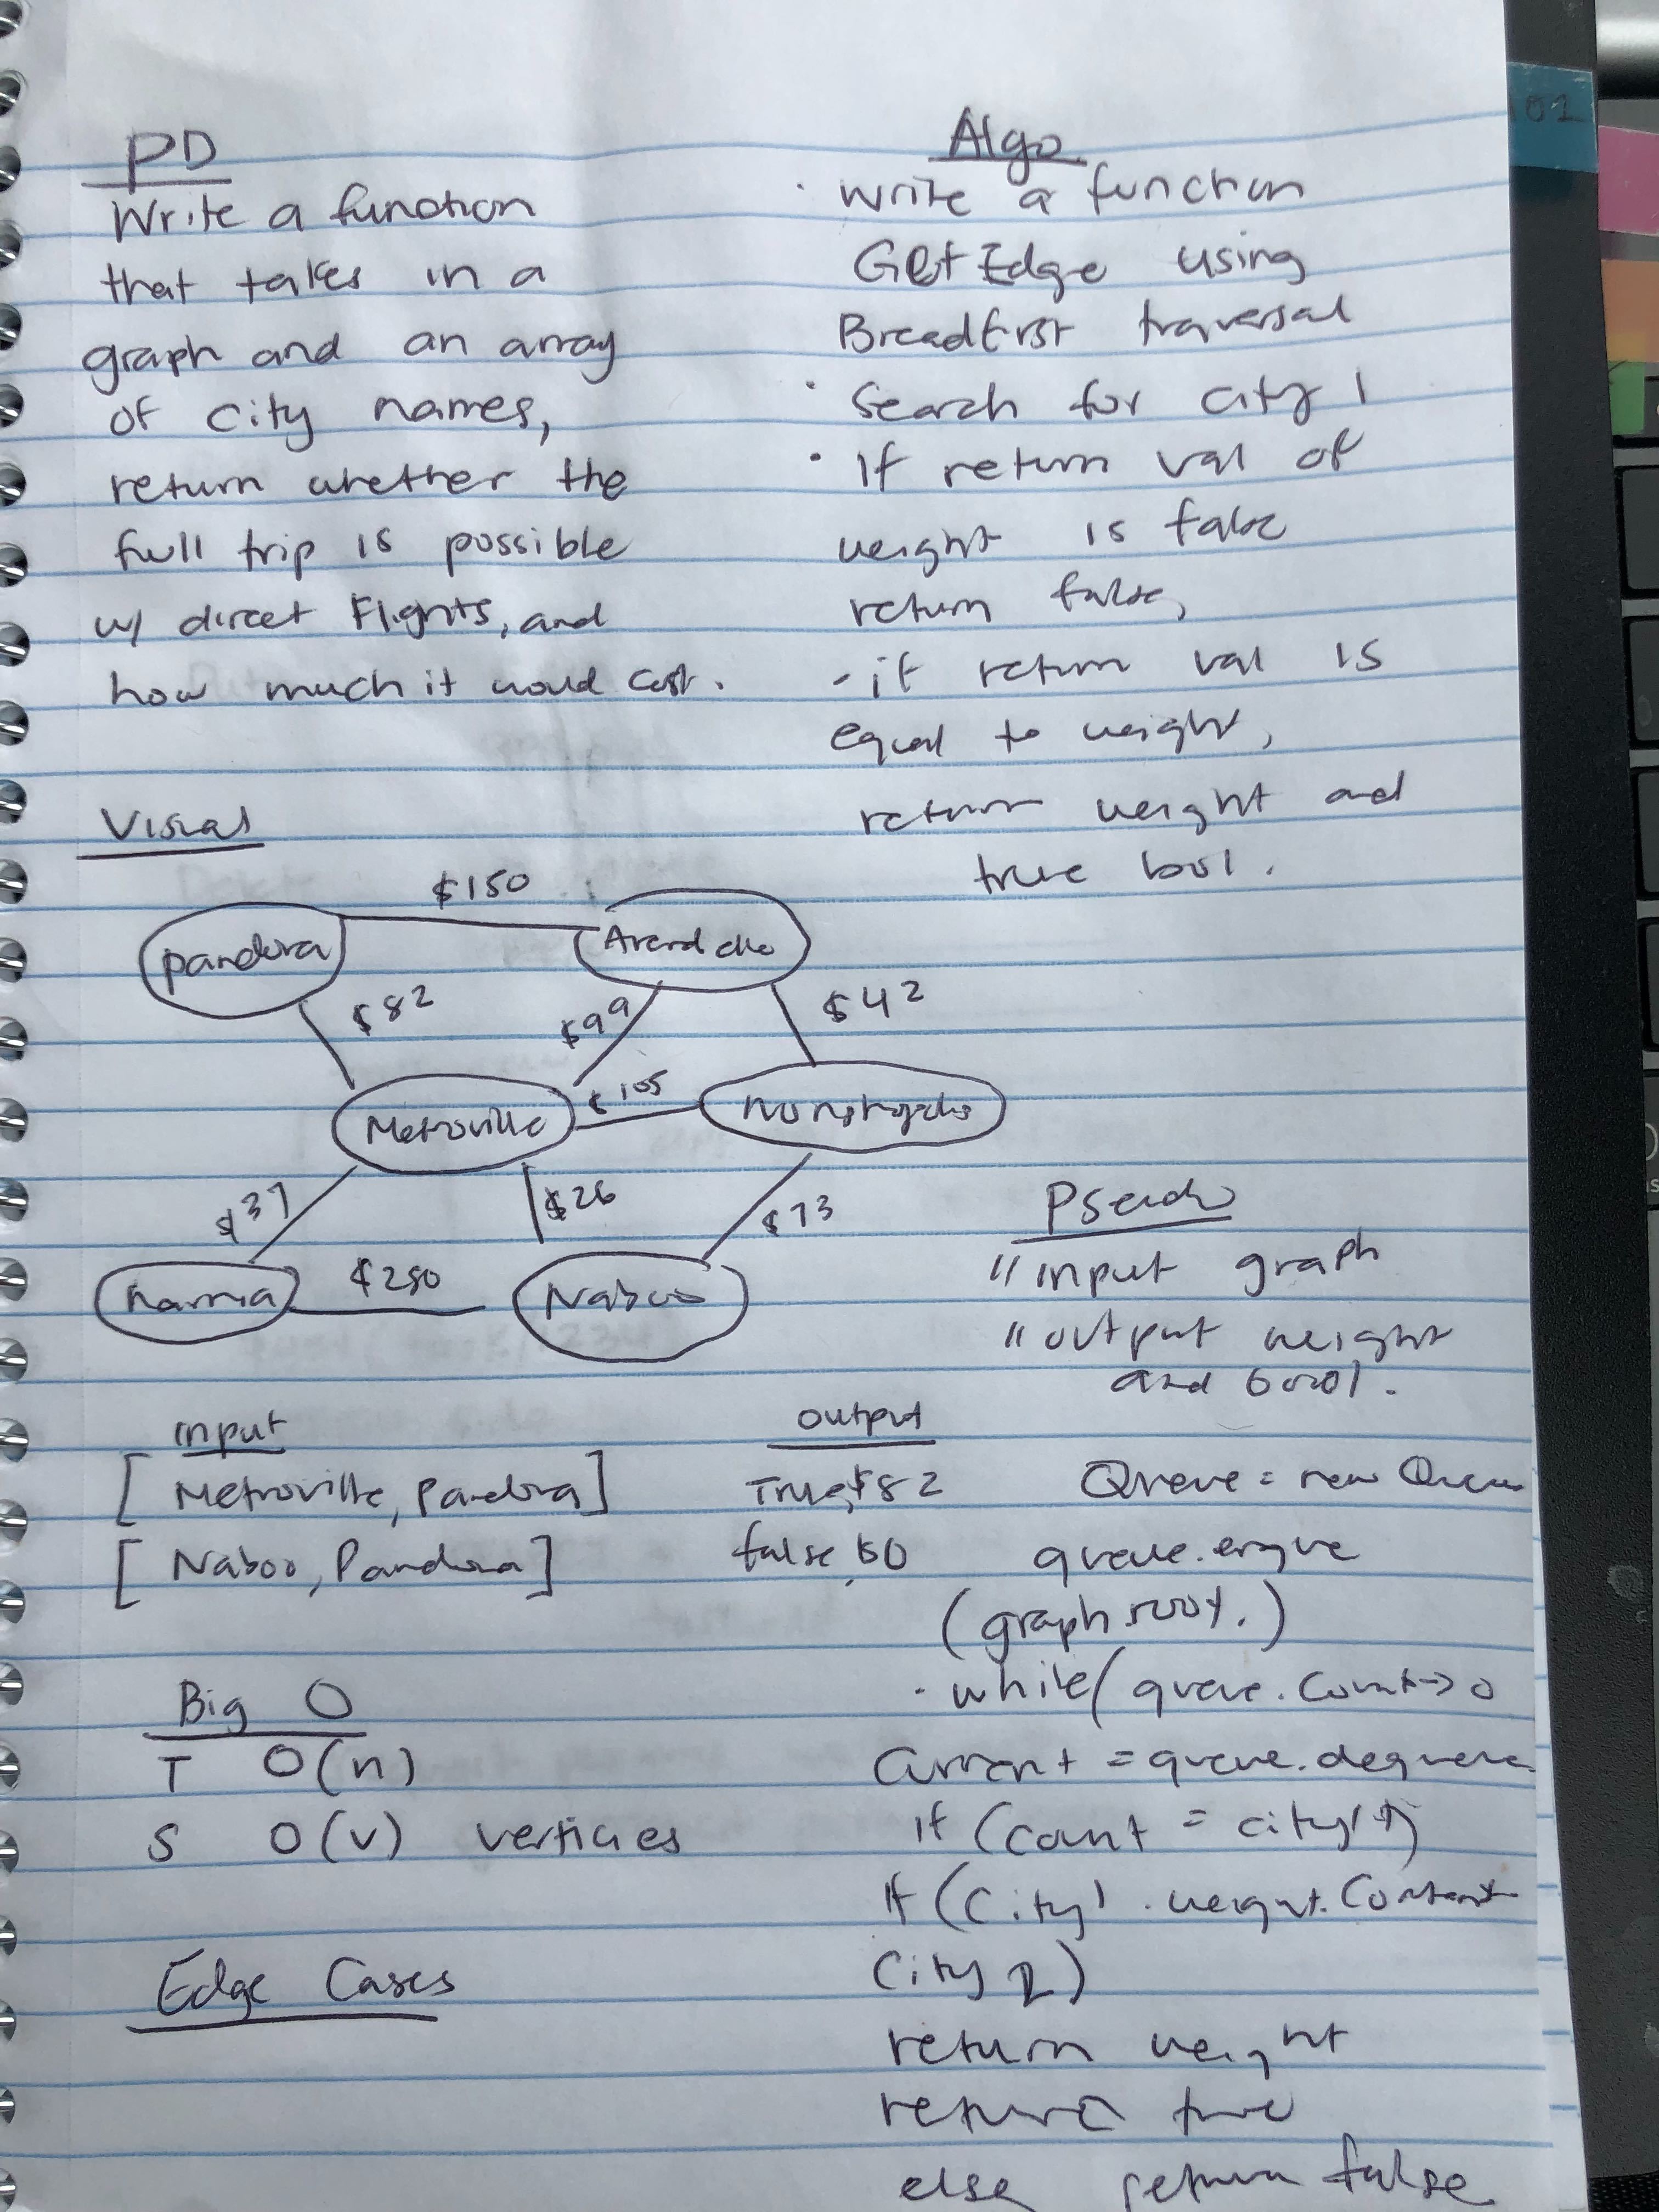 PD
Write a function
that takes in a
graph and an array
of city names,
return whether the
full trip is possible
w/ direct Flights, and
how much it would cost.
Algo
· write a function
GetEdge using
Breadfirst traversal
· Search for city 1
· If return val of
weight is false
return false,
- if return val is
equal to weight,
return weight and
true bool.
Visual
$150
pandora
Arendelle
$82
$99
$42
Metroville
$105
$37
$26
$73
narnia
$250
Naboo
Pseudo
// input graph
// output weight
and bool.
input
output
[ Metroville, Pandora ]
True, $82
[ Naboo, Pandora ]
false, $0
Queue = new Queue
queue.enqve
(graph.root.)
· while( queue.Count > 0
Current = queue.dequeue
If (count = city1)
If (City1 . weight.
City 2)
return weight
return true
else return false
Big O
T O(n)
S O(v) verticies
Edge Cases